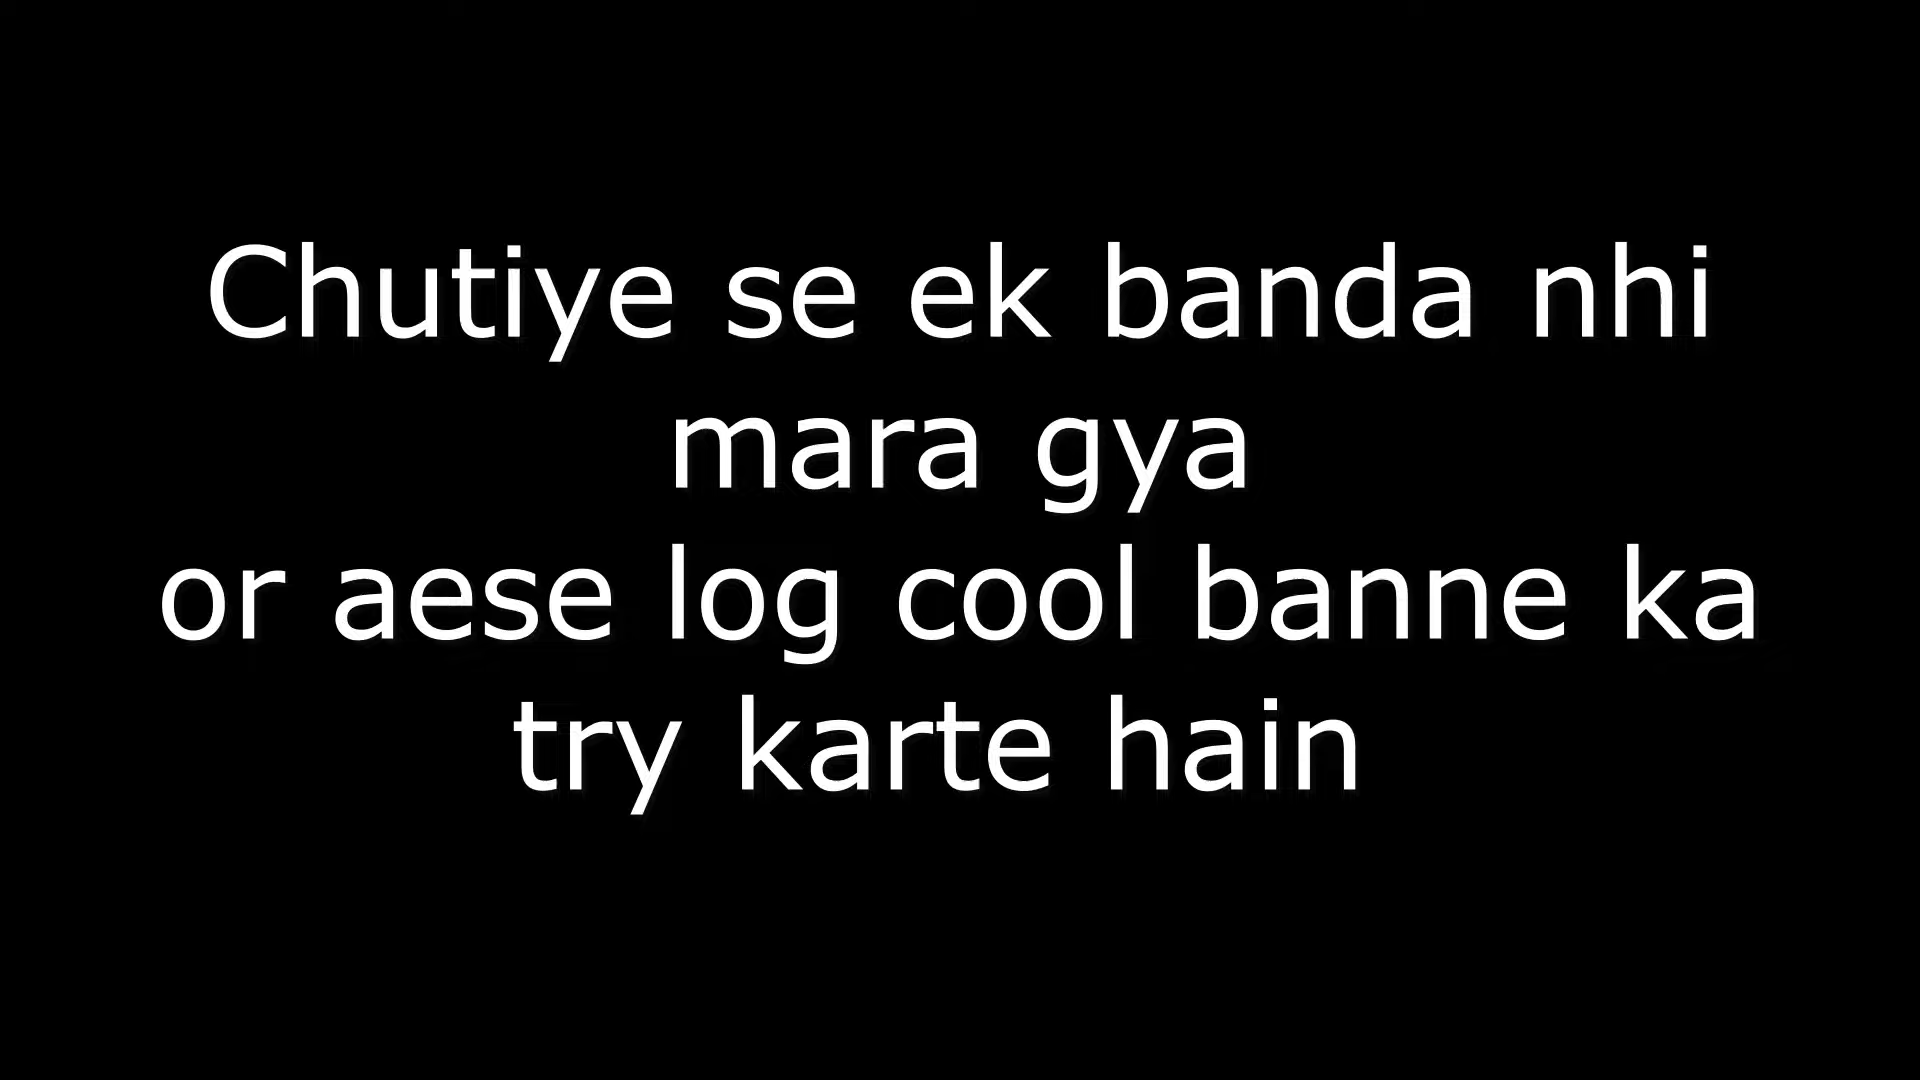 Chutiye se ek banda nhi
mara gya
or aese log cool banne ka
try karte hain